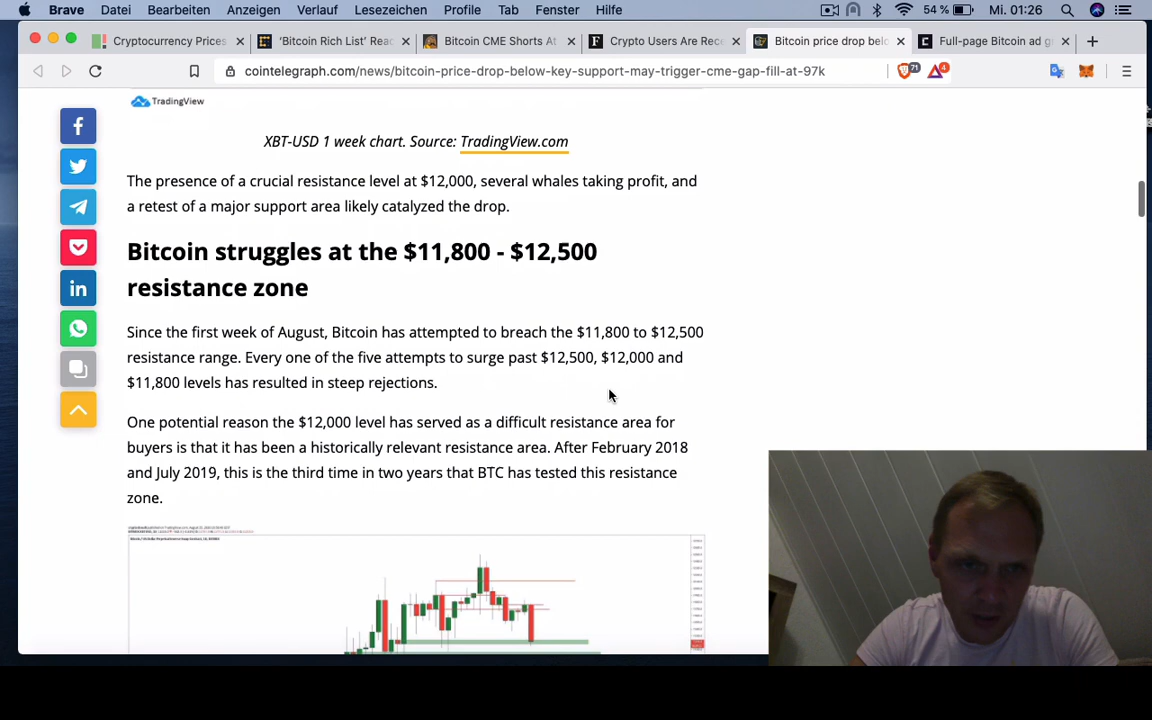 Brave Datei Bearbeiten Anzeigen Verlauf Lesezeichen Profile Tab Fenster Hilfe 54 % Mi. 01:26
Cryptocurrency Prices 'Bitcoin Rich List' Reac Bitcoin CME Shorts At Crypto Users Are Rece Bitcoin price drop belo Full-page Bitcoin ad g
cointelegraph.com/news/bitcoin-price-drop-below-key-support-may-trigger-cme-gap-fill-at-97k 71 4
TradingView
XBT-USD 1 week chart. Source: TradingView.com
The presence of a crucial resistance level at $12,000, several whales taking profit, and
a retest of a major support area likely catalyzed the drop.
Bitcoin struggles at the $11,800 - $12,500
resistance zone
Since the first week of August, Bitcoin has attempted to breach the $11,800 to $12,500
resistance range. Every one of the five attempts to surge past $12,500, $12,000 and
$11,800 levels has resulted in steep rejections.
One potential reason the $12,000 level has served as a difficult resistance area for
buyers is that it has been a historically relevant resistance area. After February 2018
and July 2019, this is the third time in two years that BTC has tested this resistance
zone.